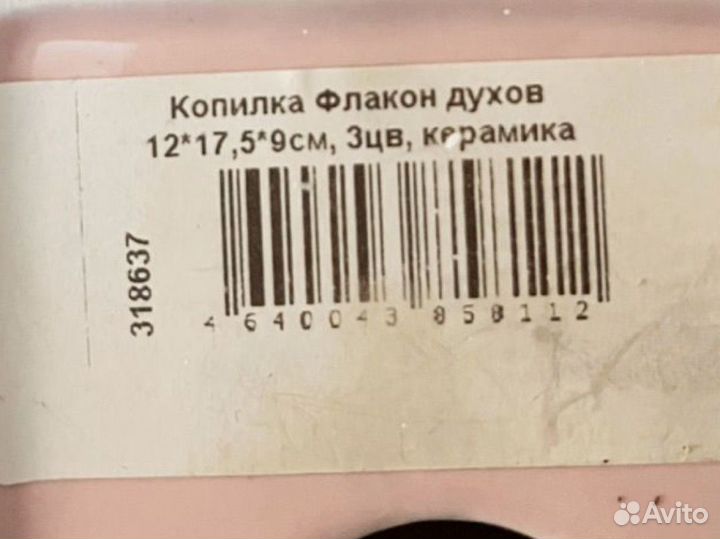 Копилка Флакон духов
12*17,5*9см, 3цв, керамика
318637
4 640043 858112
Avito